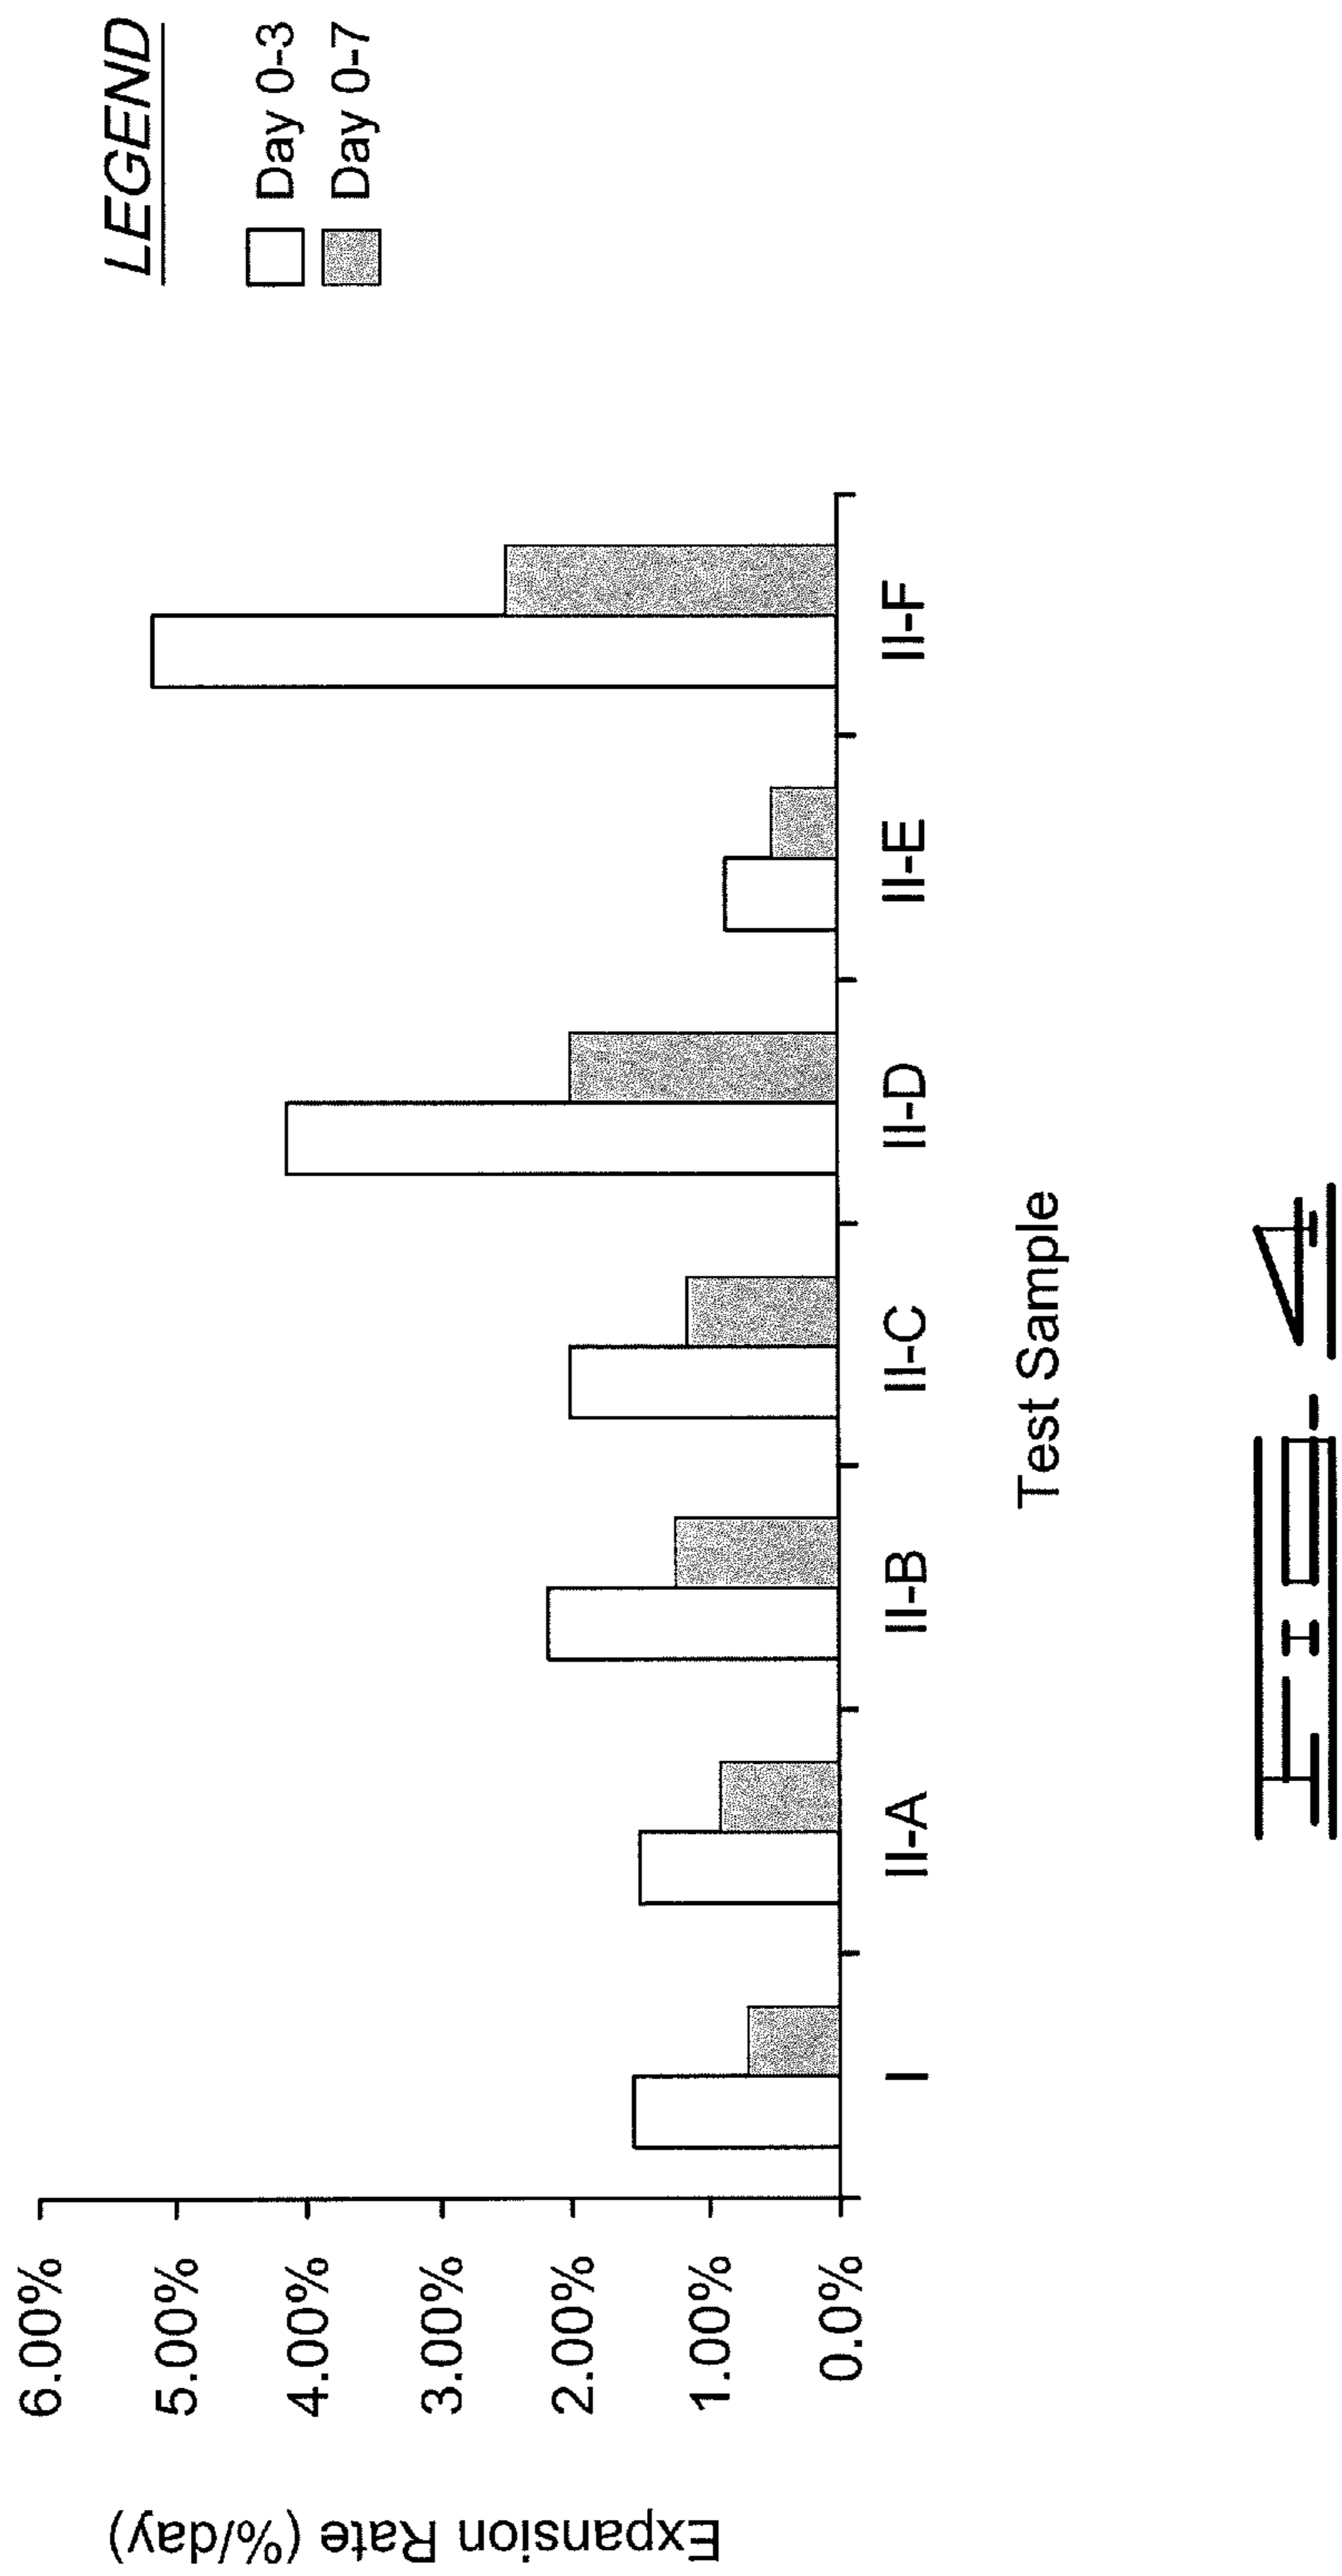 LEGEND
Day 0-3
Day 0-7
Expansion Rate (%/day)
6.00%
5.00%
4.00%
3.00%
2.00%
1.00%
0.0%
I
II-A
II-B
II-C
II-D
II-E
II-F
Test Sample
FIG. 4